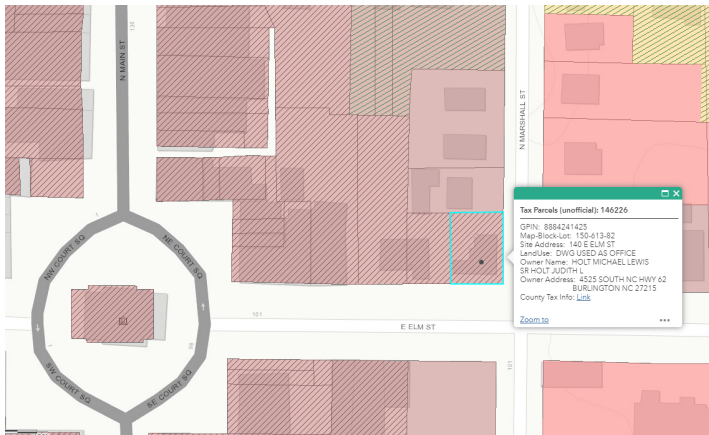 N MAIN ST
136
N MARSHALL ST
Tax Parcels (unofficial): 146226
GPIN: 8884241425
Map-Block-Lot: 150-613-82
Site Address: 140 E ELM ST
LandUse: DWG USED AS OFFICE
Owner Name: HOLT MICHAEL LEWIS
SR HOLT JUDITH L
Owner Address: 4525 SOUTH NC HWY 62
BURLINGTON NC 27215
County Tax Info: Link
Zoom to
NW COURT SQ
NE COURT SQ
101
E ELM ST
SW COURT SQ
SE COURT SQ
101